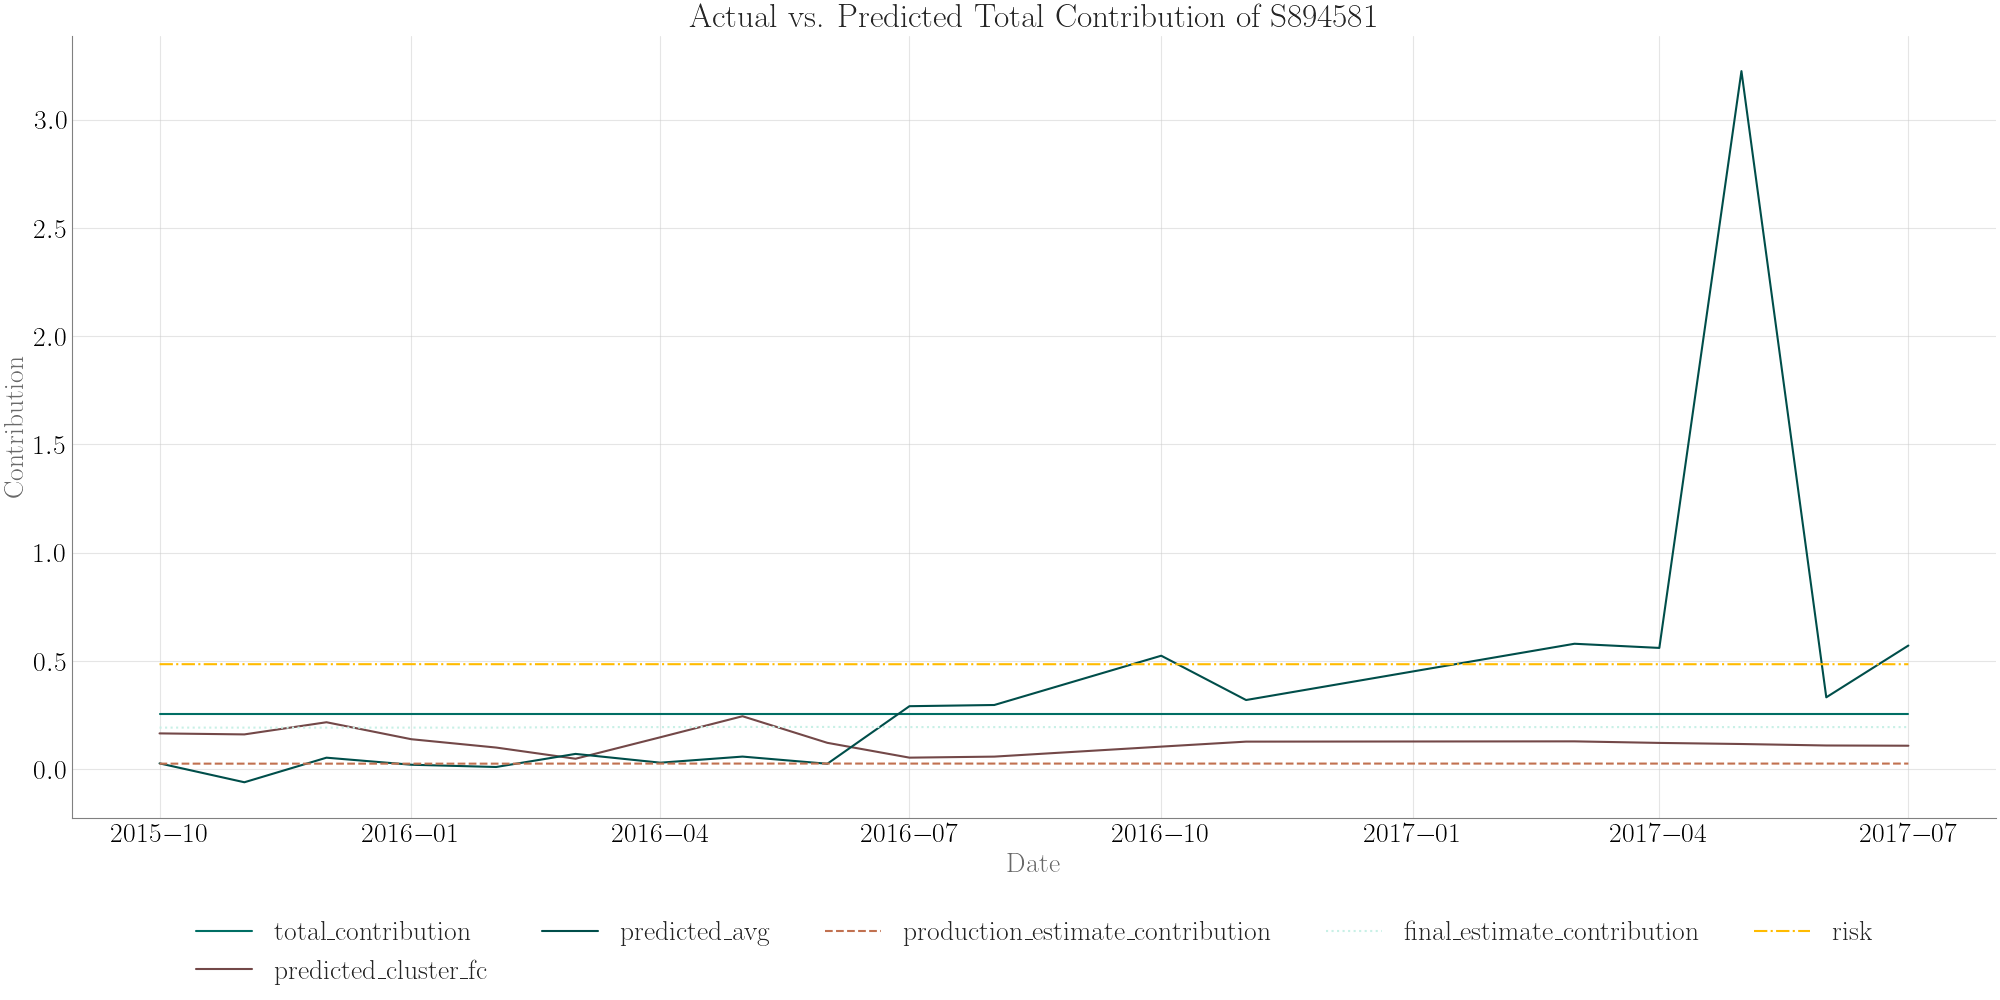 Actual vs. Predicted Total Contribution of S894581
Contribution
3.0
2.5
2.0
1.5
1.0
0.5
0.0
2015–10 2016–01 2016–04 2016–07 2016–10 2017–01 2017–04 2017–07
Date
total_contribution predicted_avg production_estimate_contribution final_estimate_contribution risk
predicted_cluster_fc